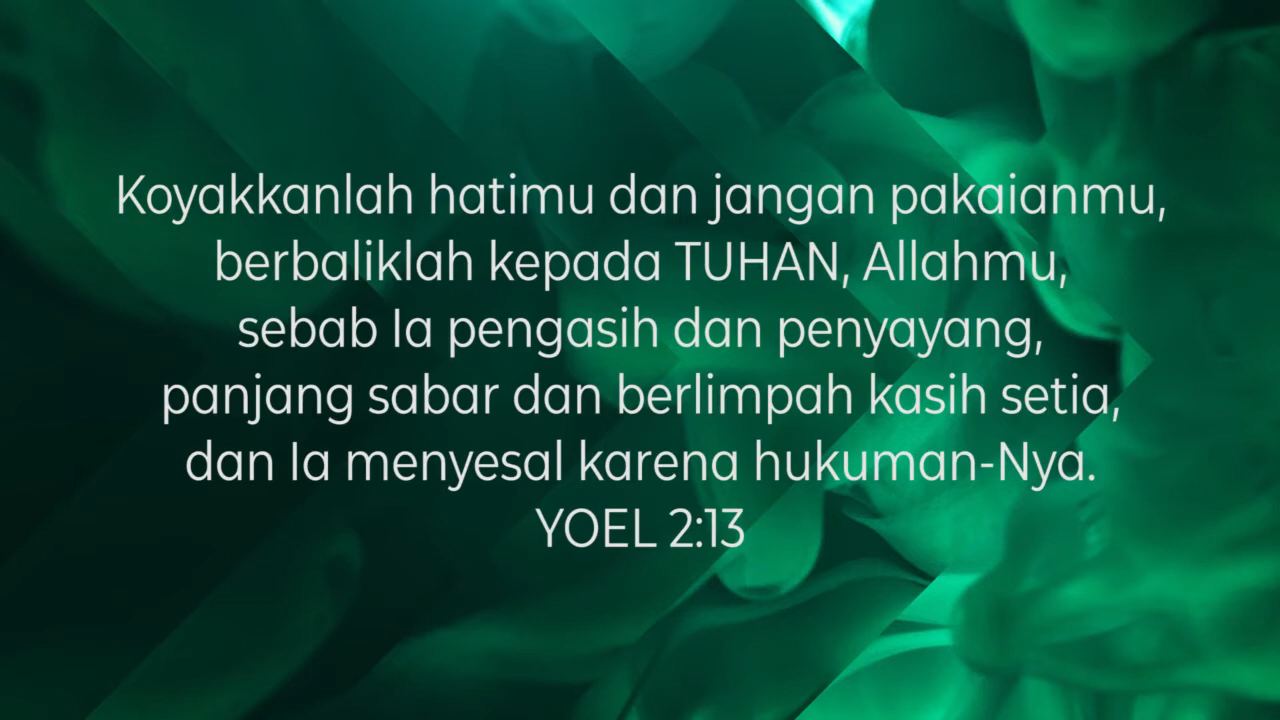 Koyakkanlah hatimu dan jangan pakaianmu,
berbaliklah kepada TUHAN, Allahmu,
sebab Ia pengasih dan penyayang,
panjang sabar dan berlimpah kasih setia,
dan Ia menyesal karena hukuman-Nya.
YOEL 2:13